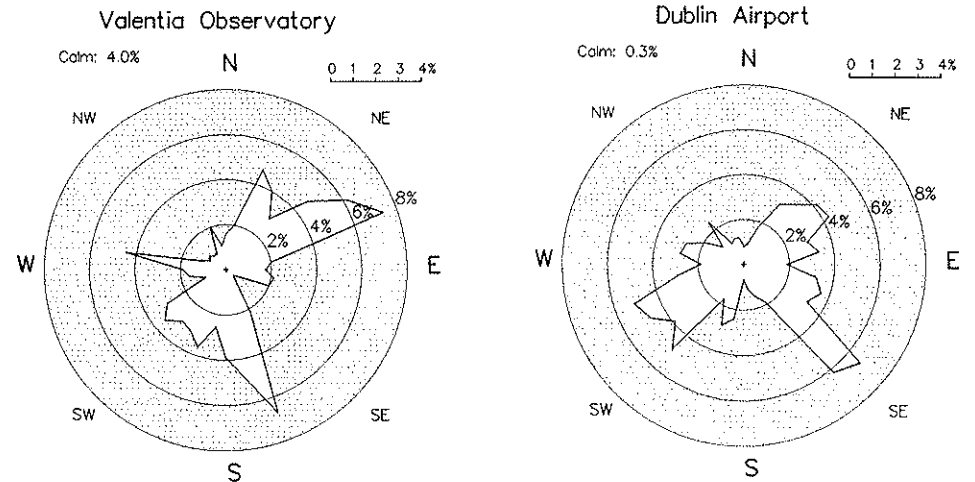 Valentia Observatory
Calm: 4.0%
0 1 2 3 4%
N
NW
NE
8%
6%
4%
2%
W
E
SW
SE
S
Dublin Airport
Calm: 0.3%
0 1 2 3 4%
N
NW
NE
8%
6%
4%
2%
W
E
SW
SE
S